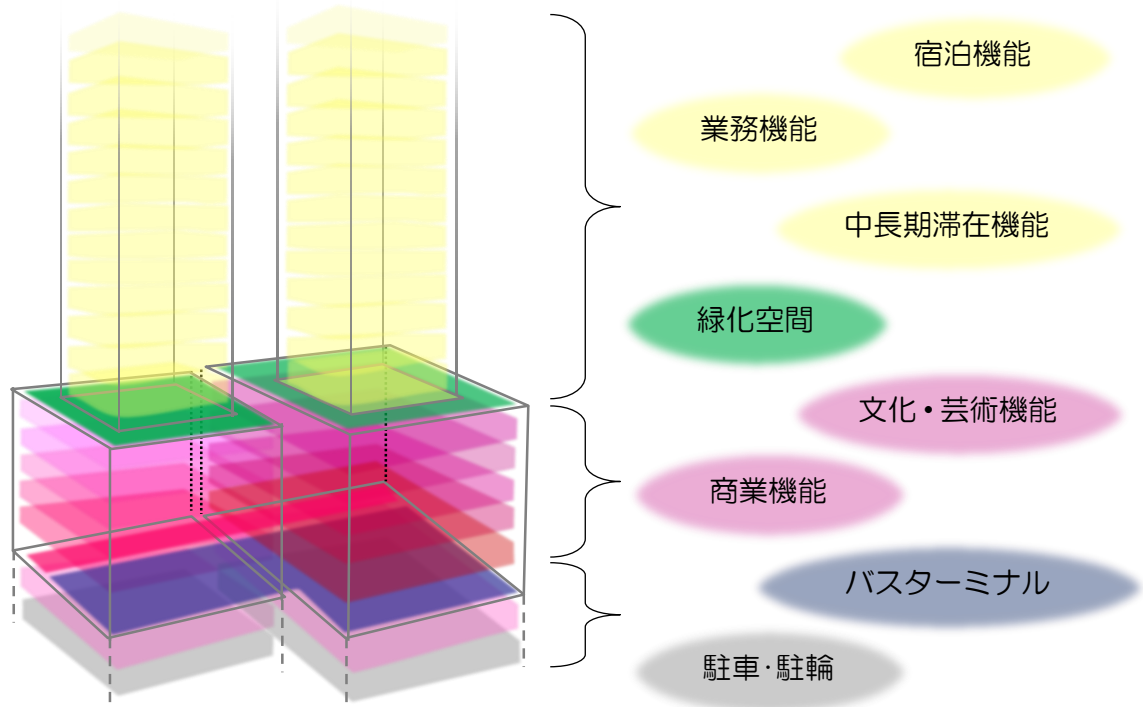 宿泊機能
業務機能
中長期滞在機能
緑化空間
文化・芸術機能
商業機能
バスターミナル
駐車・駐輪